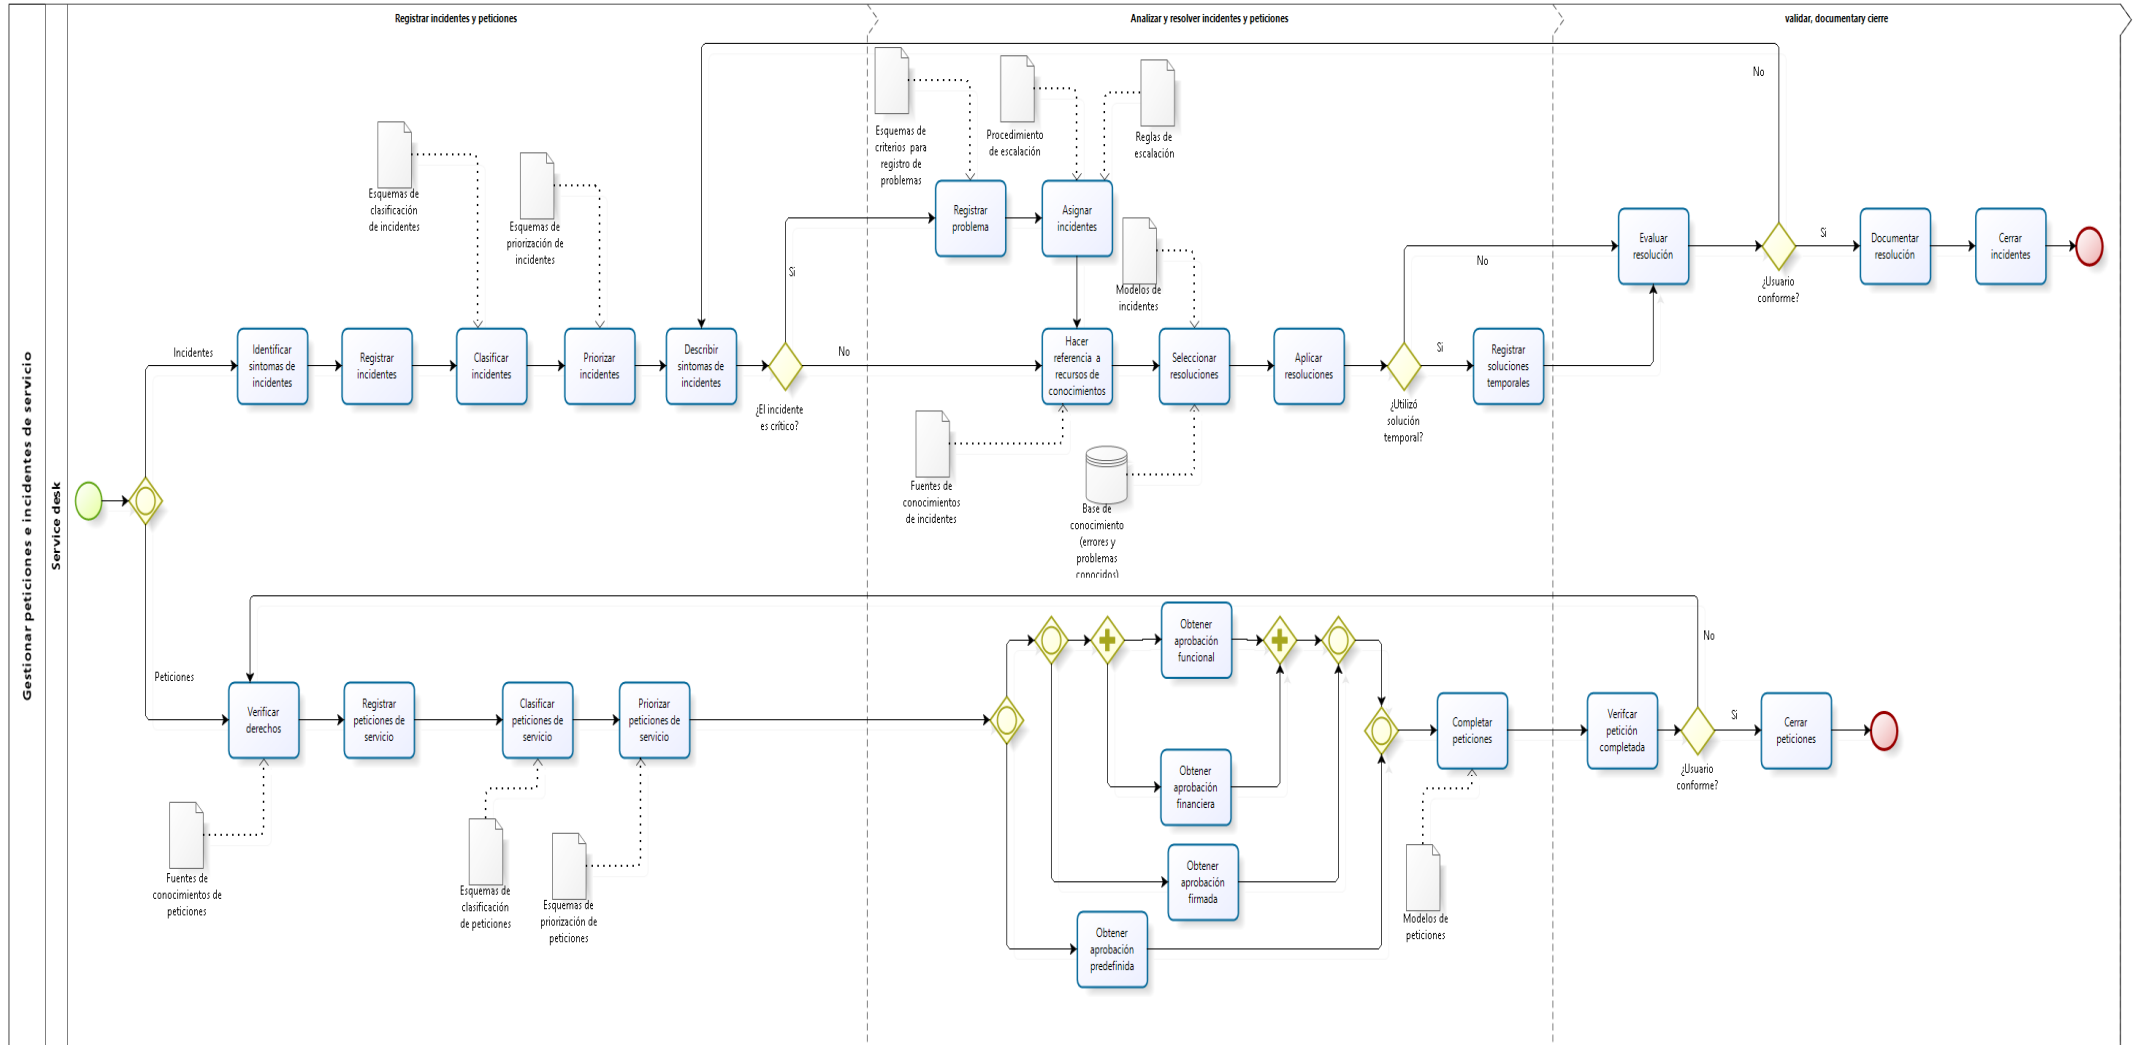 Gestionar peticiones e incidentes de servicio
Service desk
Registrar incidentes y peticiones
Analizar y resolver incidentes y peticiones
validar, documentary cierre
No
Esquemas de
criterios para
registro de
problemas
Procedimiento
de escalación
Reglas de
escalación
Esquemas de
clasificación
de incidentes
Esquemas de
priorización de
incidentes
Registrar
problema
Asignar
incidentes
Modelos de
incidentes
Si
No
Evaluar
resolución
¿Usuario
conforme?
Si
Documentar
resolución
Cerrar
incidentes
Incidentes
Identificar
sintomas de
incidentes
Registrar
incidentes
Clasificar
incidentes
Priorizar
incidentes
Describir
sintomas de
incidentes
¿El incidente
es crítico?
No
Hacer
referencia a
recursos de
conocimientos
Seleccionar
resoluciones
Aplicar
resoluciones
¿Utilizó
solución
temporal?
Si
Registrar
soluciones
temporales
Fuentes de
conocimientos
de incidentes
Base de
conocimiento
(errores y
problemas
conocidos)
Peticiones
Verificar
derechos
Registrar
peticiones de
servicio
Clasificar
peticiones de
servicio
Priorizar
peticiones de
servicio
Obtener
aprobación
funcional
Obtener
aprobación
financiera
Obtener
aprobación
firmada
Obtener
aprobación
predefinida
Completar
peticiones
Verifcar
petición
completada
No
¿Usuario
conforme?
Si
Cerrar
peticiones
Fuentes de
conocimientos de
peticiones
Esquemas de
clasificación
de peticiones
Esquemas de
priorización de
peticiones
Modelos de
peticiones